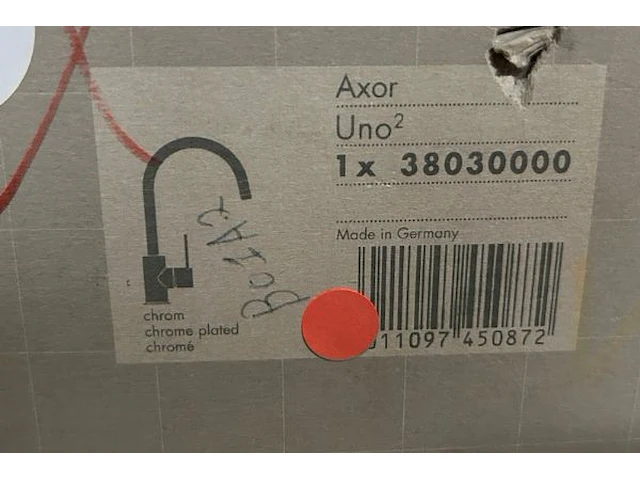 Axor
Uno²
1x 38030000
Made in Germany
chrom
chrome plated
chromé
11097 450872